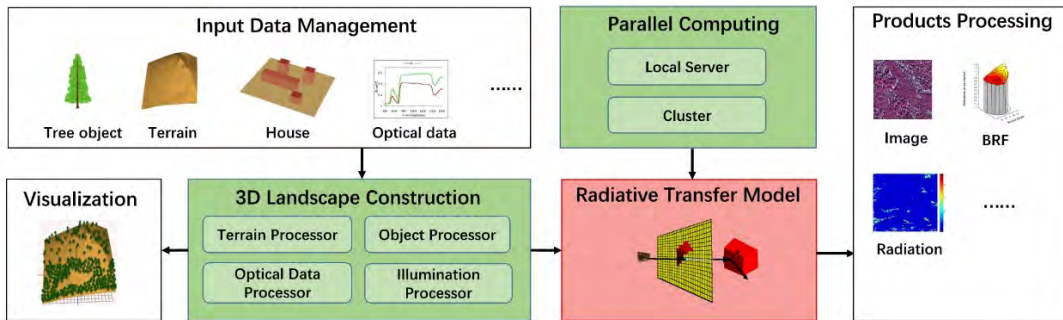 Input Data Management
Tree object
Terrain
House
Optical data
......
Parallel Computing
Local Server
Cluster
Products Processing
Image
BRF
Radiation
......
Visualization
3D Landscape Construction
Terrain Processor
Object Processor
Optical Data
Processor
Illumination
Processor
Radiative Transfer Model